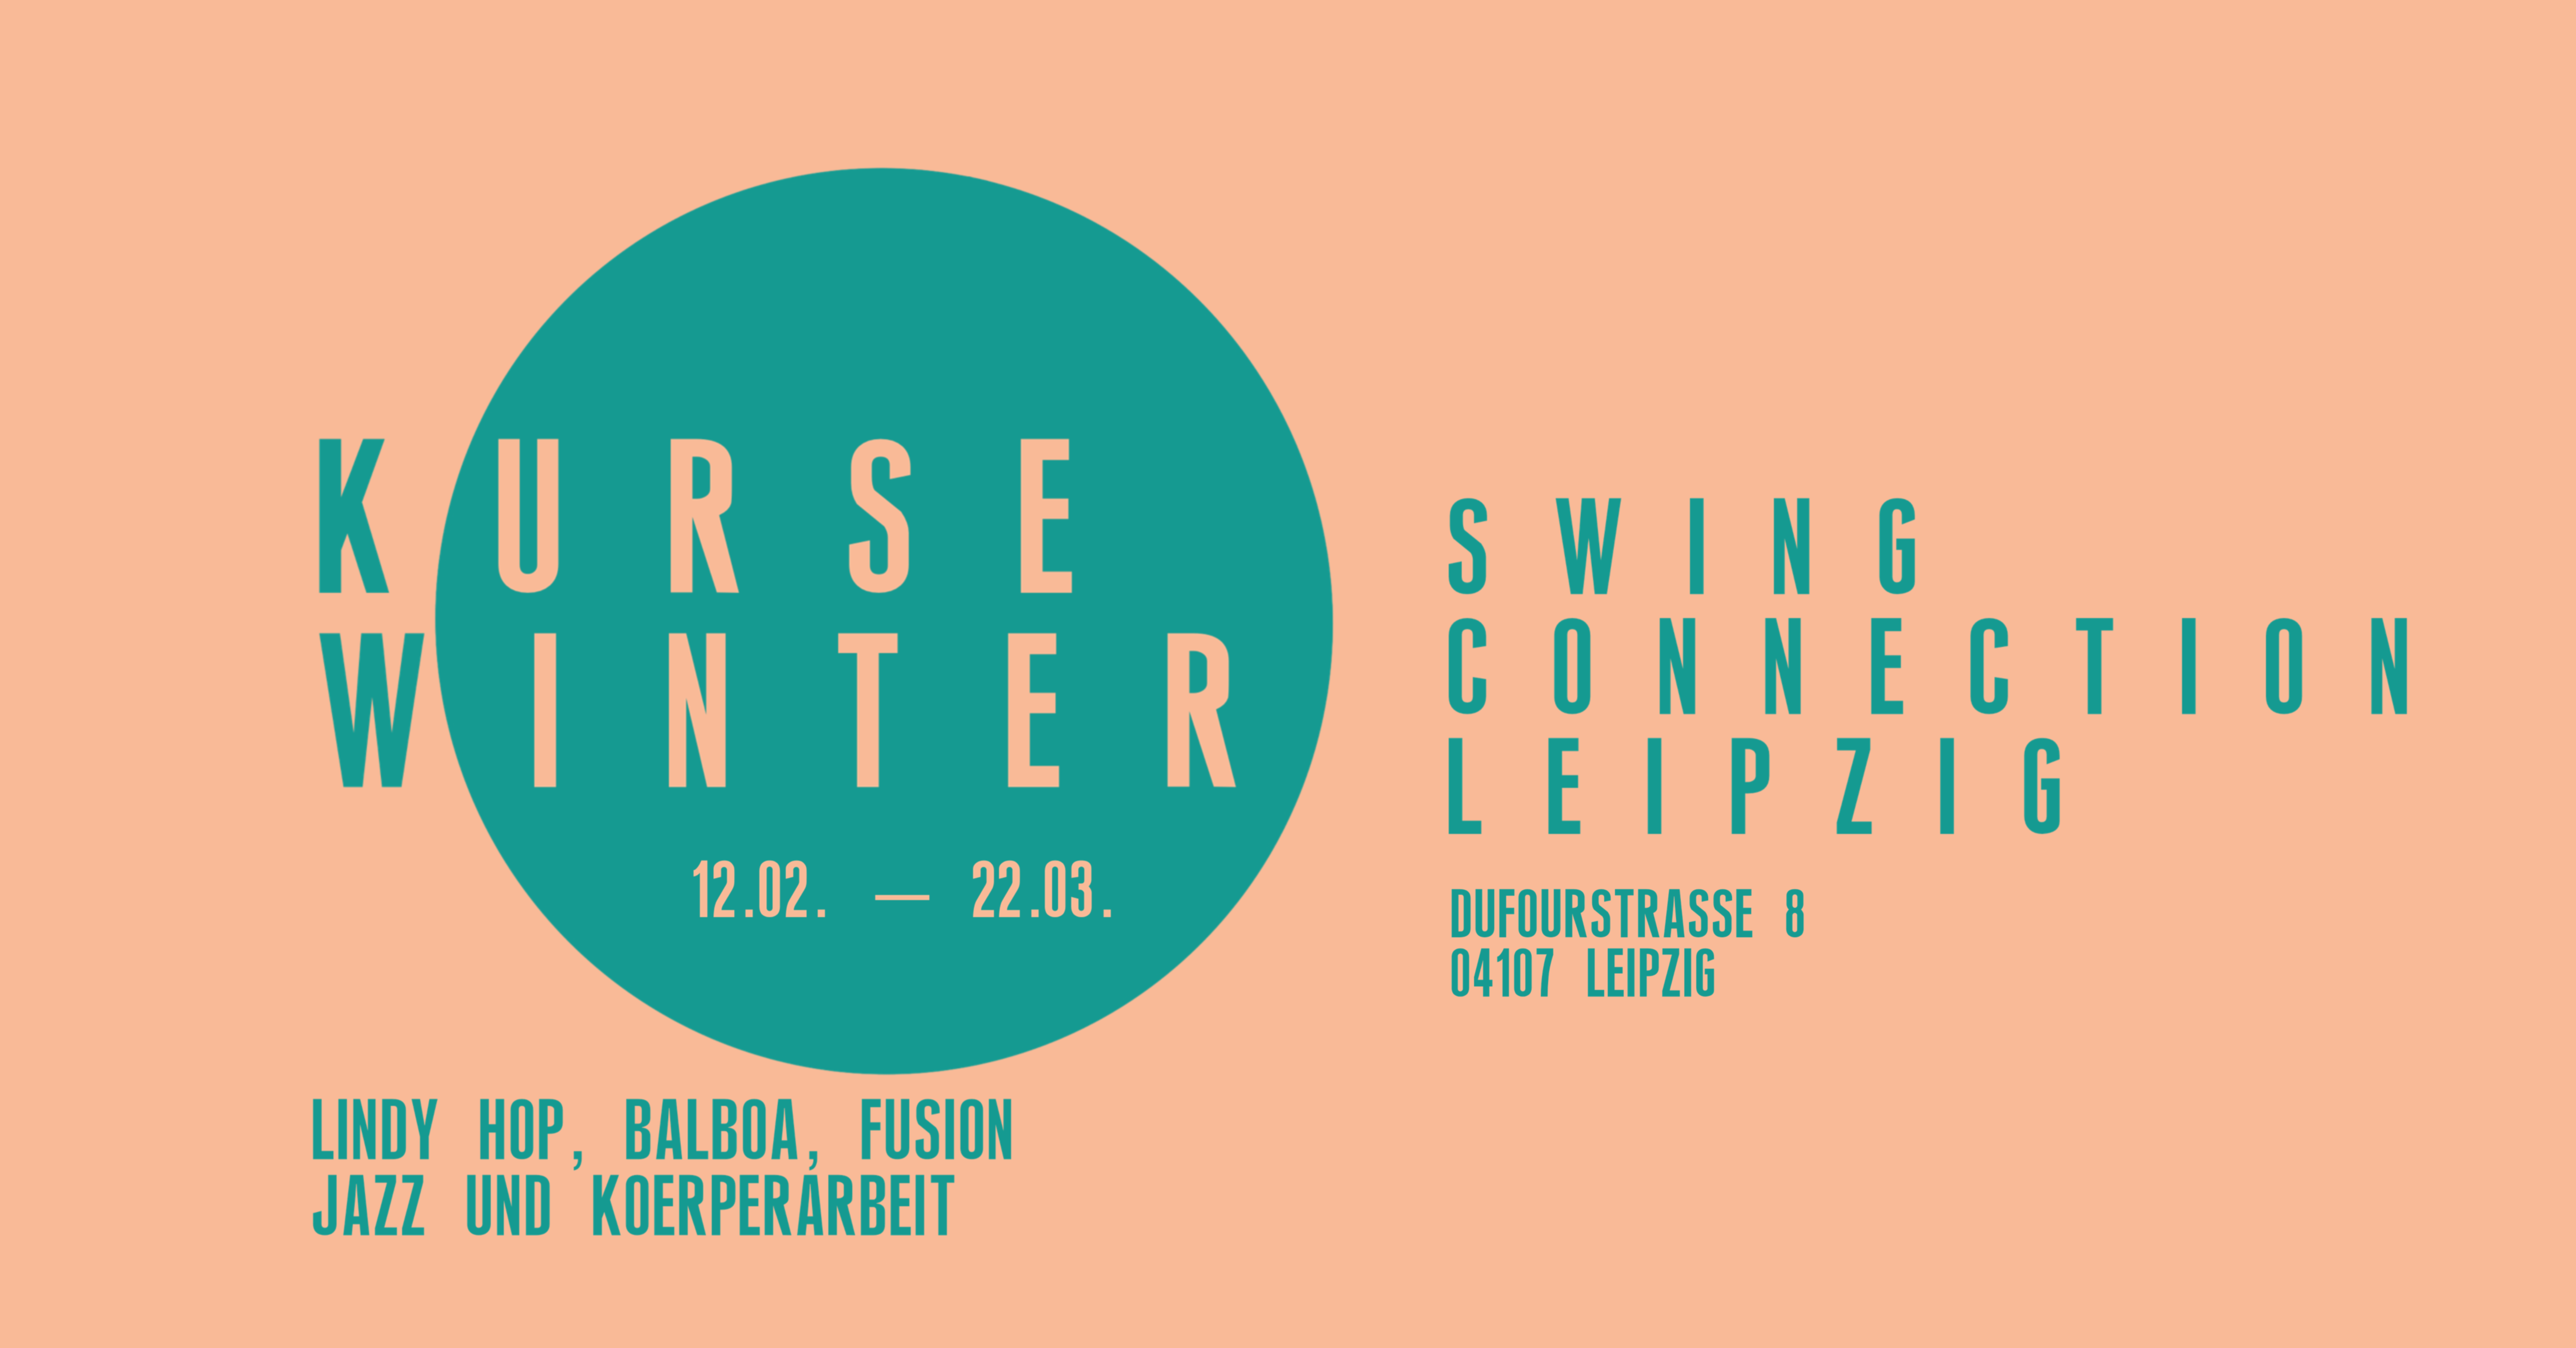 KURSE
WINTER
12.02. — 22.03.
LINDY HOP, BALBOA, FUSION
JAZZ UND KOERPERARBEIT
SWING
CONNECTION
LEIPZIG
DUFOURSTRASSE 8
04107 LEIPZIG